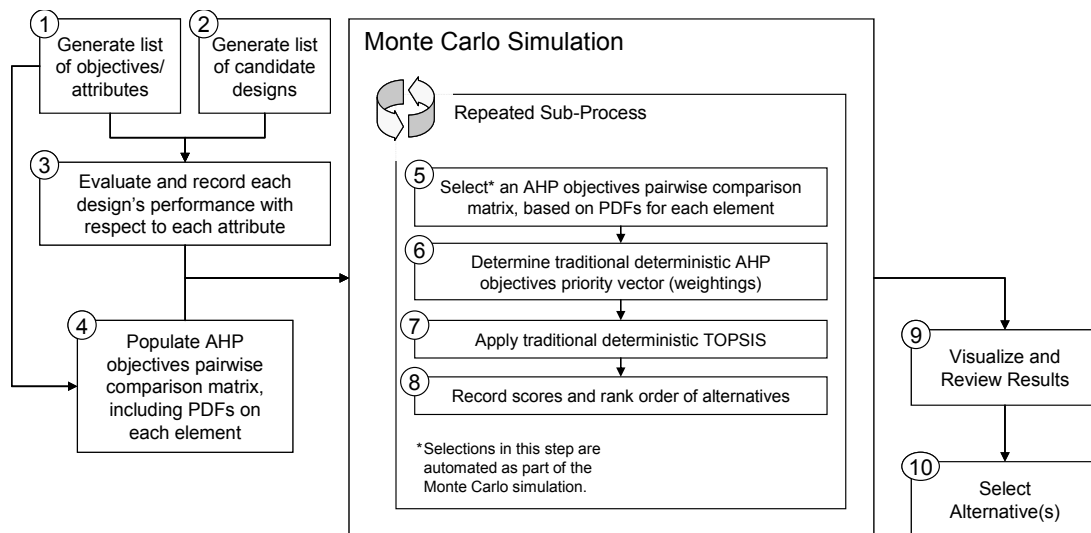 1
Generate list
of objectives/
attributes
2
Generate list
of candidate
designs
3
Evaluate and record each
design's performance with
respect to each attribute
4
Populate AHP
objectives pairwise
comparison matrix,
including PDFs on
each element
Monte Carlo Simulation
Repeated Sub-Process
5
Select* an AHP objectives pairwise comparison
matrix, based on PDFs for each element
6
Determine traditional deterministic AHP
objectives priority vector (weightings)
7
Apply traditional deterministic TOPSIS
8
Record scores and rank order of alternatives
*Selections in this step are
automated as part of the
Monte Carlo simulation.
9
Visualize and
Review Results
10
Select
Alternative(s)